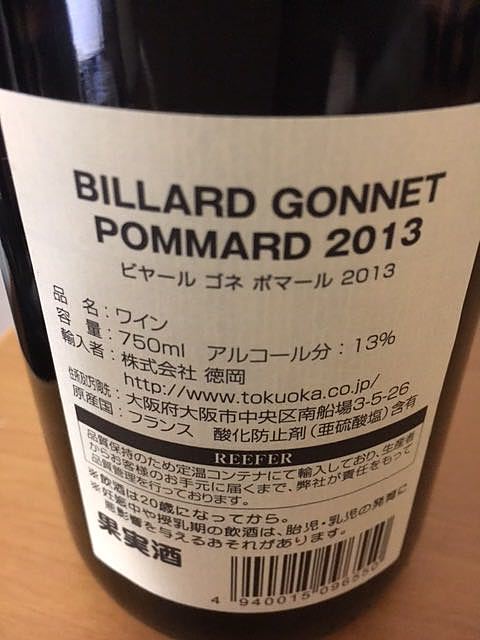 BILLARD GONNET
POMMARD 2013
ビヤール ゴネ ポマール 2013
品 名：ワイン
容 量：750ml アルコール分：13%
輸入者：株式会社 徳岡
http://www.tokuoka.co.jp/
住所及び引取先：大阪府大阪市中央区南船場3-5-26
原産国：フランス 酸化防止剤（亜硫酸塩）含有
REEFER
品質保持のため定温コンテナにて輸入しており、生産者
からお客様のお手元に届くまで、弊社が責任をもって
品質管理を行っております。
※飲酒は20歳になってから。
※妊娠中や授乳期の飲酒は、胎児・乳児の発育に
悪影響を与えるおそれがあります。
果実酒
4 940015 096550